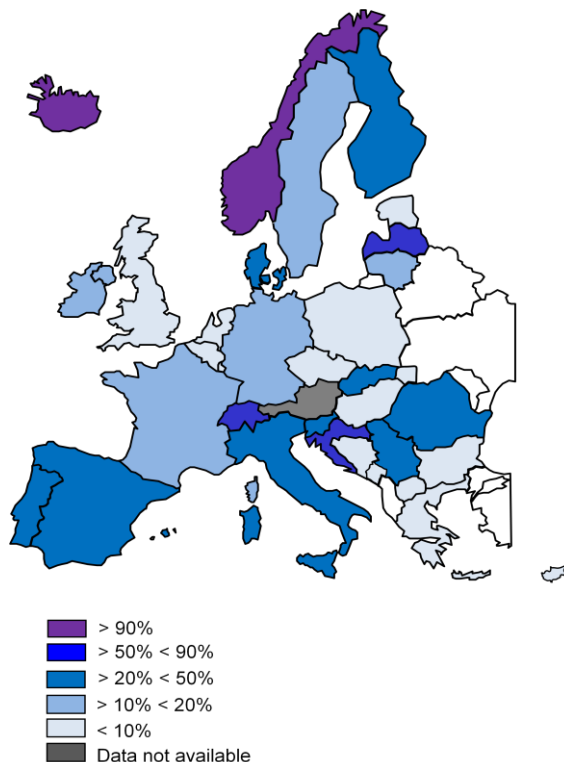 > 90%
> 50% < 90%
> 20% < 50%
> 10% < 20%
< 10%
Data not available